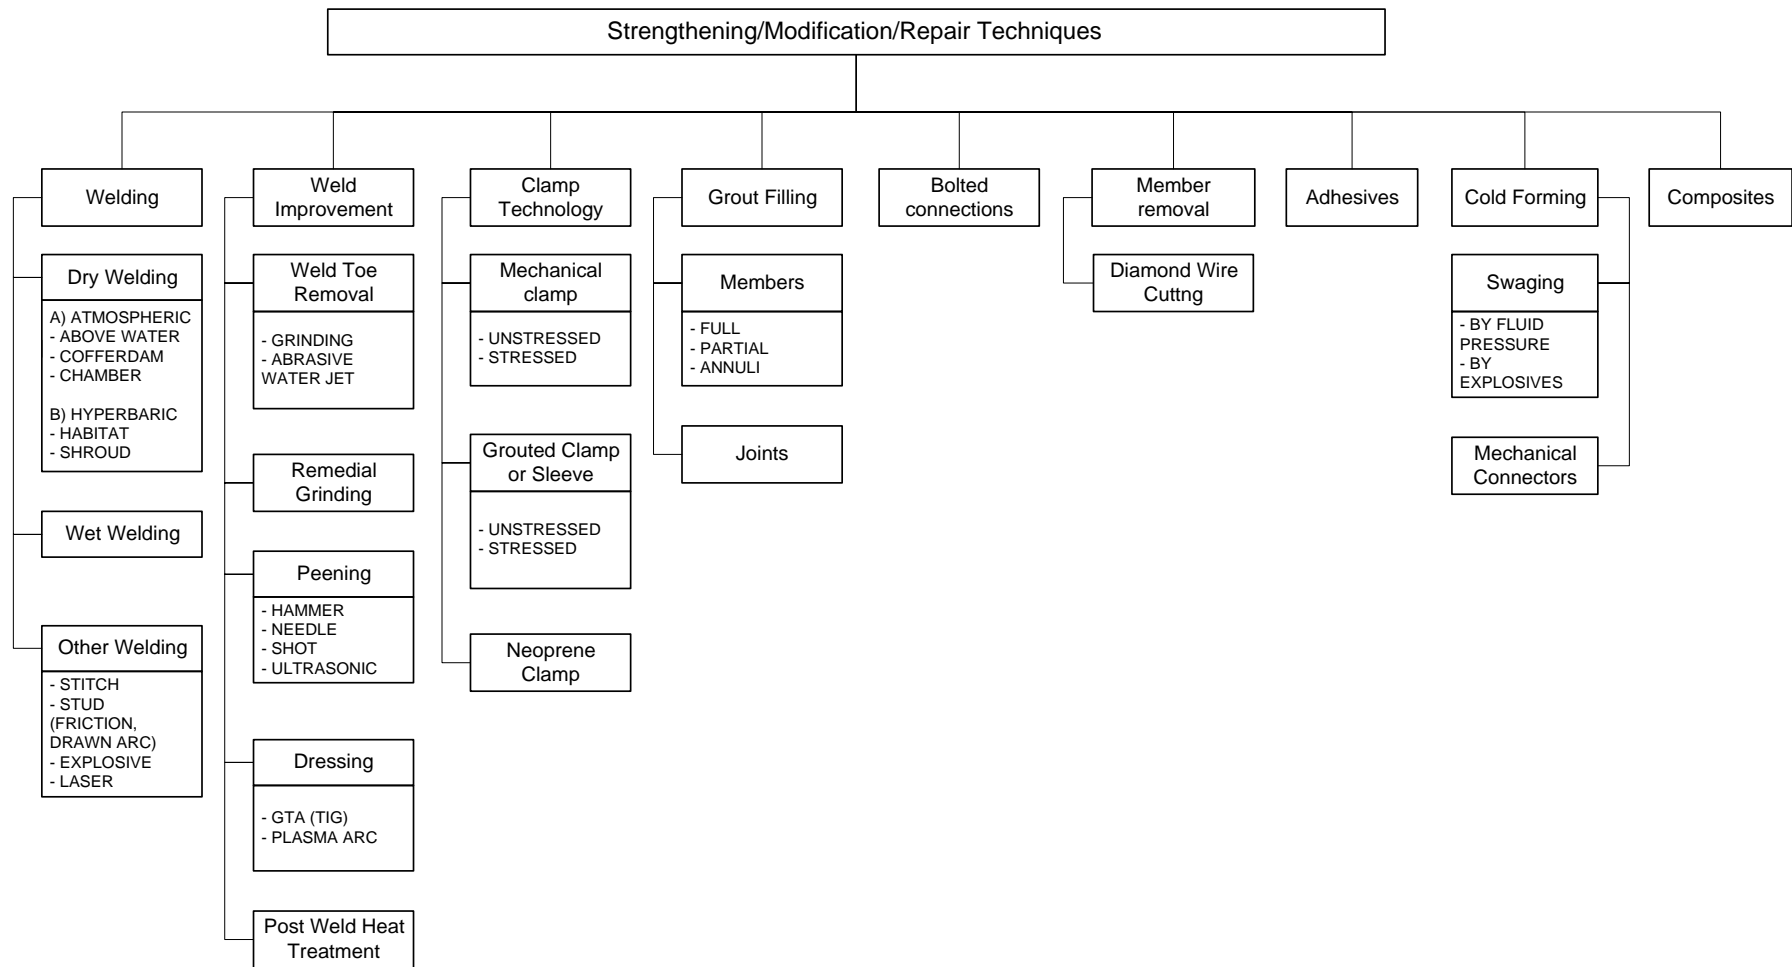 Strengthening/Modification/Repair Techniques
Welding
Dry Welding
A) ATMOSPHERIC
- ABOVE WATER
- COFFERDAM
- CHAMBER
B) HYPERBARIC
- HABITAT
- SHROUD
Wet Welding
Other Welding
- STITCH
- STUD
(FRICTION,
DRAWN ARC)
- EXPLOSIVE
- LASER
Weld
Improvement
Weld Toe
Removal
- GRINDING
- ABRASIVE
WATER JET
Remedial
Grinding
Peening
- HAMMER
- NEEDLE
- SHOT
- ULTRASONIC
Dressing
- GTA (TIG)
- PLASMA ARC
Post Weld Heat
Treatment
Clamp
Technology
Mechanical
clamp
- UNSTRESSED
- STRESSED
Grouted Clamp
or Sleeve
- UNSTRESSED
- STRESSED
Neoprene
Clamp
Grout Filling
Members
- FULL
- PARTIAL
- ANNULI
Joints
Bolted
connections
Member
removal
Diamond Wire
Cuttng
Adhesives
Cold Forming
Swaging
- BY FLUID
PRESSURE
- BY
EXPLOSIVES
Mechanical
Connectors
Composites